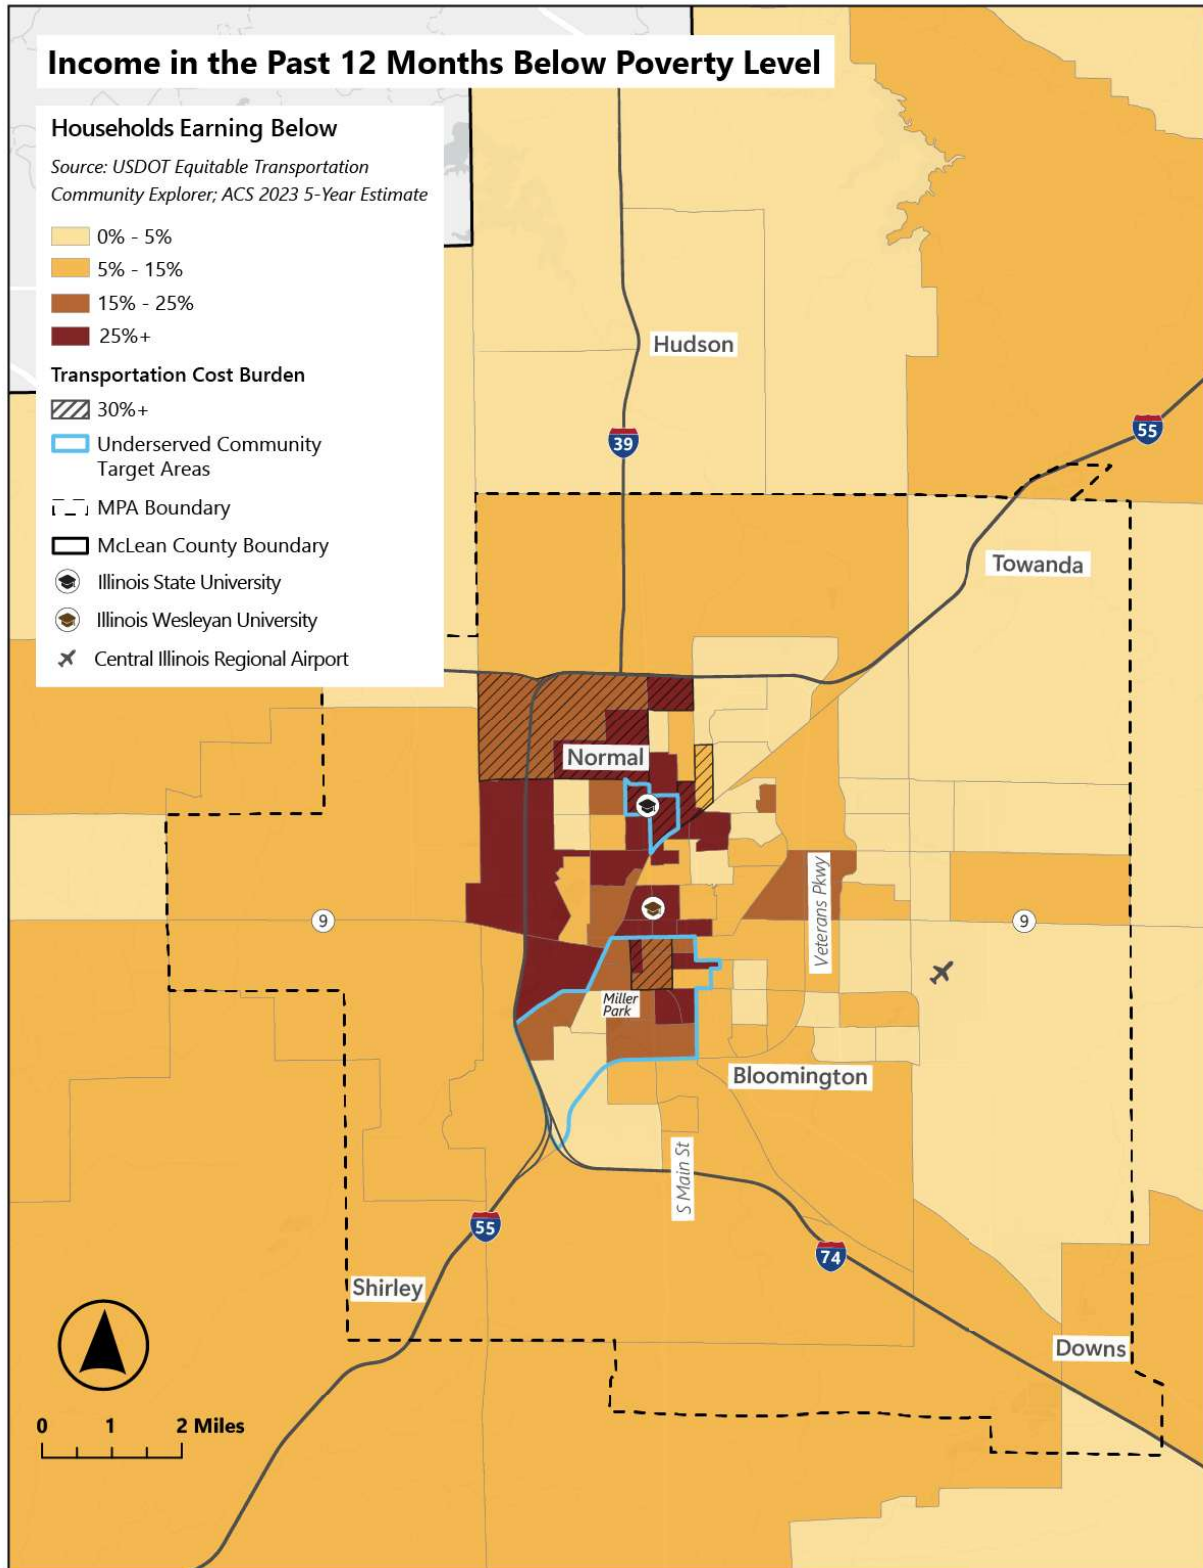 Income in the Past 12 Months Below Poverty Level
Households Earning Below
Source: USDOT Equitable Transportation
Community Explorer; ACS 2023 5-Year Estimate
0% - 5%
5% - 15%
15% - 25%
25%+
Transportation Cost Burden
30%+
Underserved Community
Target Areas
MPA Boundary
McLean County Boundary
Illinois State University
Illinois Wesleyan University
Central Illinois Regional Airport
Hudson
55
39
Towanda
Normal
Veterans Pkwy
9
9
Miller
Park
Bloomington
S Main St
55
74
Shirley
Downs
0 1 2 Miles